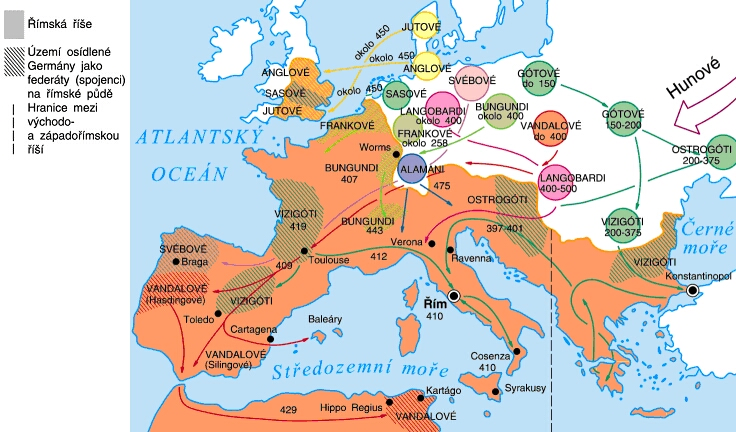 Římská říše
Území osídlené
Germány jako
federáty (spojenci)
na římské půdě
Hranice mezi
východo-
a západořímskou
říší
JUTOVÉ
okolo 450
ANGLOVÉ
okolo 450
ANGLOVÉ
SASOVÉ
okolo 450
SASOVÉ
JUTOVÉ
SVÉBOVÉ
GÓTOVÉ
do 150
Hunové
LANGOBARDI
okolo 400
BUNGUNDI
okolo 400
GÓTOVÉ
150-200
FRANKOVÉ
FRANKOVÉ
okolo 258
VANDALOVÉ
do 400
ATLANTSKÝ
OCEÁN
Worms
OSTROGÓTI
200-375
BUNGUNDI
407
ALAMANI
475
LANGOBARDI
400-500
OSTROGÓTI
397-401
VIZIGÓTI
419
BUNGUNDI
443
VIZIGÓTI
200-375
Černé
moře
SVÉBOVÉ
Braga
409
Toulouse
412
Verona
Ravenna
VIZIGÓTI
Konstantinopol
VANDALOVÉ
(Hasdingové)
VIZIGÓTI
Řím
410
Toledo
Cartagena
Baleáry
VANDALOVÉ
(Silingové)
Středozemní moře
Cosenza
410
Kartágo
Syrakusy
429
Hippo Regius
VANDALOVÉ